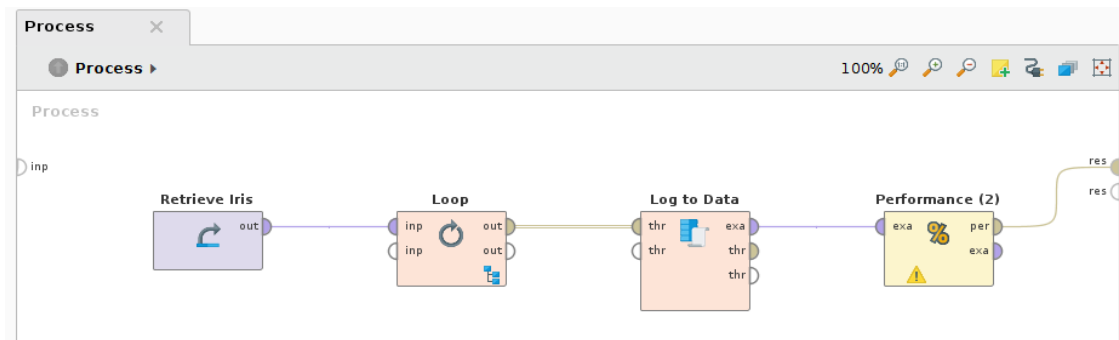 Process
Process
100%
Process
inp
res
res
Retrieve Iris
out
Loop
inp
out
inp
out
Log to Data
thr
exa
thr
thr
thr
Performance (2)
exa
%
per
exa